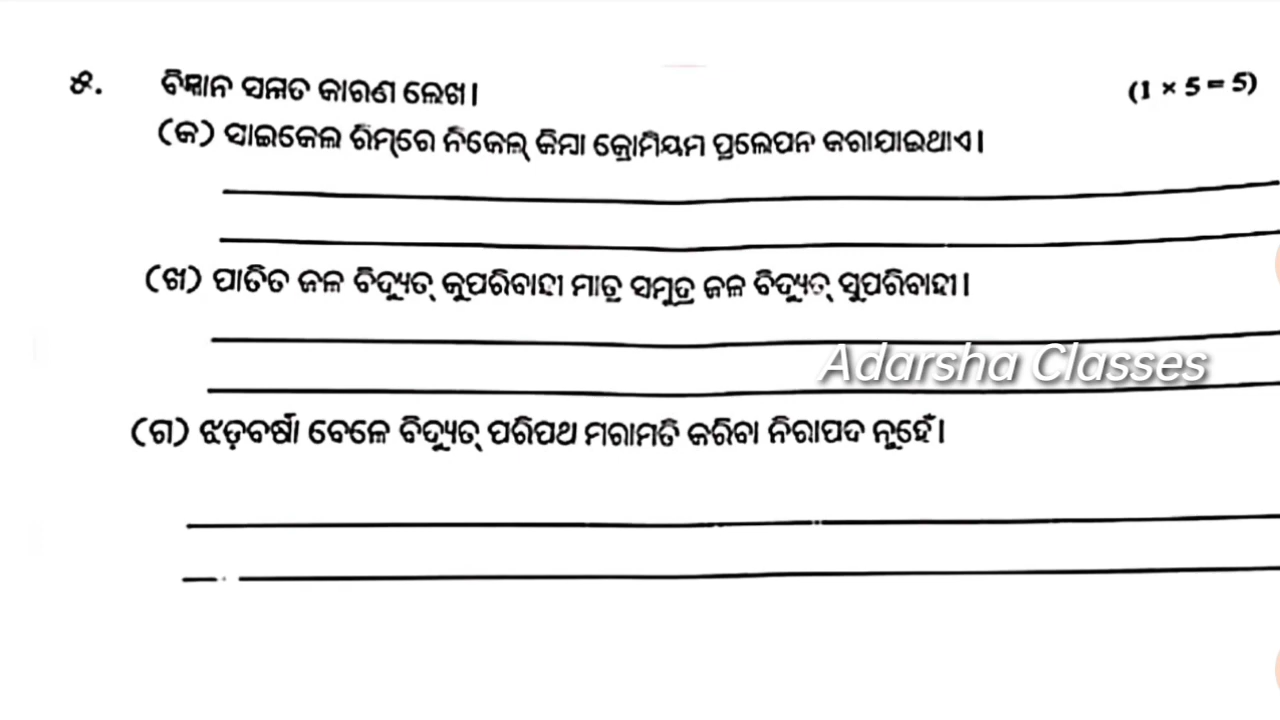 ୫. ବିଜ୍ଞାନ ସମ୍ମତ କାରଣ ଲେଖ। (1 × 5 = 5)
(କ) ସାଇକେଲ ରିମ୍‌ରେ ନିକେଲ୍ କିମ୍ବା କ୍ରୋମିୟମ ପ୍ରଲେପନ କରାଯାଇଥାଏ।
(ଖ) ପାତିତ ଜଳ ବିଦ୍ୟୁତ୍ କୁପରିବାହୀ ମାତ୍ର ସମୁଦ୍ର ଜଳ ବିଦ୍ୟୁତ୍ ସୁପରିବାହୀ।
Adarsha Classes
(ଗ) ଝଡ଼ବର୍ଷା ବେଳେ ବିଦ୍ୟୁତ୍ ପରିପଥ ମରାମତି କରିବା ନିରାପଦ ନୁହେଁ।